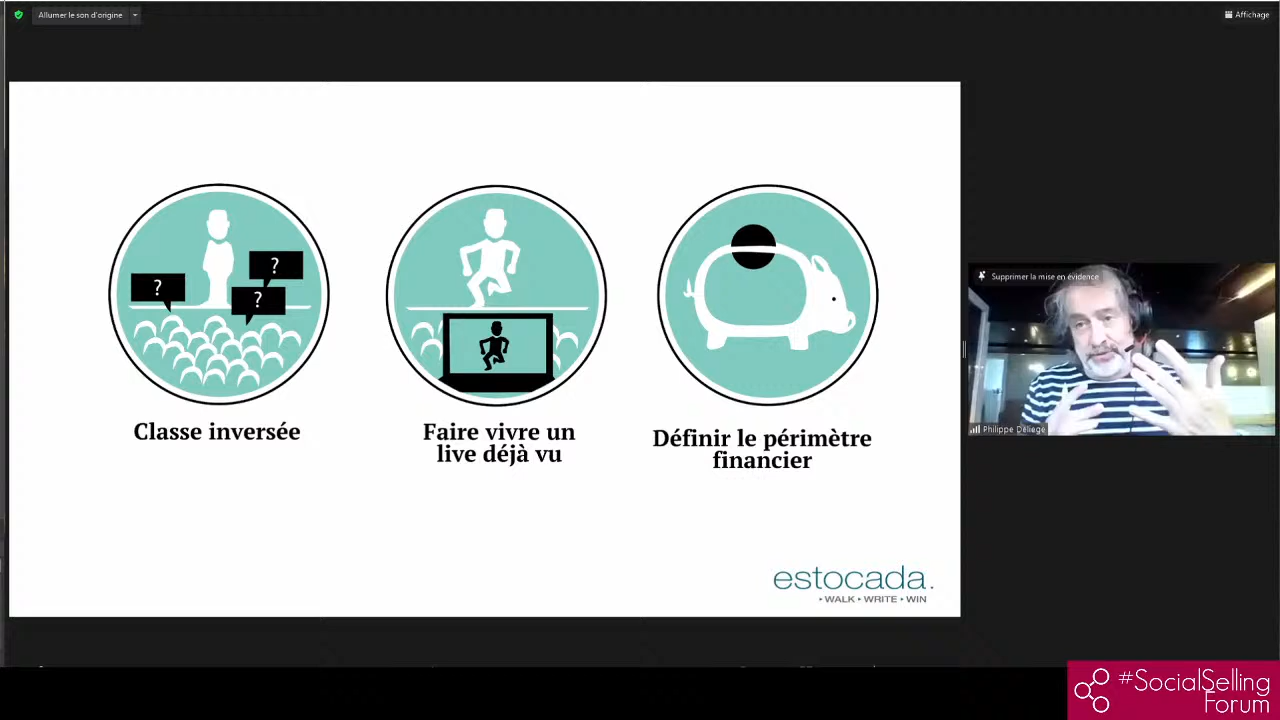 Allumer le son d'origine
Affichage
?
?
?
Classe inversée
Faire vivre un
live déjà vu
Définir le périmètre
financier
estocada.
• WALK • WRITE • WIN
Supprimer la mise en évidence
Philippe Deliege
#SocialSelling
Forum